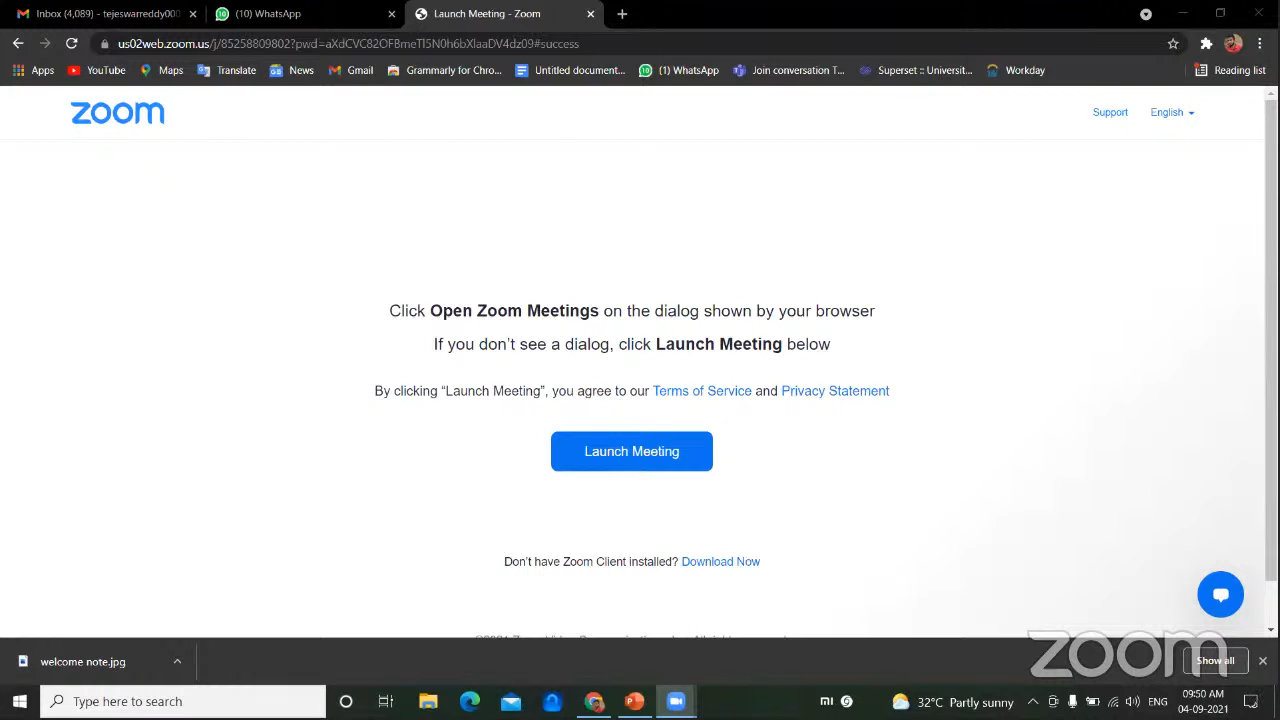 Inbox (4,089) - tejeswarreddy000
(10) WhatsApp
Launch Meeting - Zoom
us02web.zoom.us/j/85258809802?pwd=aXdCVC82OFBmeTl5N0h6bXlaaDV4dz09#success
Apps YouTube Maps Translate News Gmail Grammarly for Chro... Untitled document... (1) WhatsApp Join conversation T... Superset :: Universit... Workday Reading list
zoom
Support English
Click Open Zoom Meetings on the dialog shown by your browser
If you don't see a dialog, click Launch Meeting below
By clicking “Launch Meeting”, you agree to our Terms of Service and Privacy Statement
Launch Meeting
Don't have Zoom Client installed? Download Now
welcome note.jpg
zoom
Show all
Type here to search
32°C Partly sunny
ENG
09:50 AM
04-09-2021